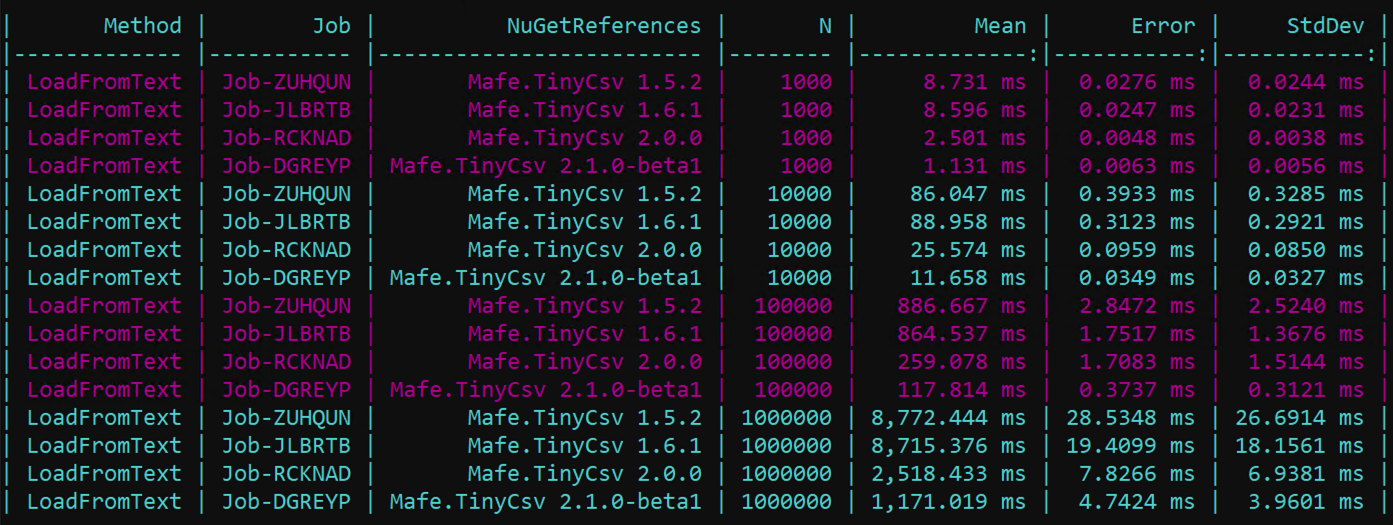 | Method | Job | NuGetReferences | N | Mean | Error | StdDev |
|------------- |----------- |-------------------------- |-------- |-------------:|-----------:|-----------:|
| LoadFromText | Job-ZUHQUN | Mafe.TinyCsv 1.5.2 | 1000 | 8.731 ms | 0.0276 ms | 0.0244 ms |
| LoadFromText | Job-JLBRTB | Mafe.TinyCsv 1.6.1 | 1000 | 8.596 ms | 0.0247 ms | 0.0231 ms |
| LoadFromText | Job-RCKNAD | Mafe.TinyCsv 2.0.0 | 1000 | 2.501 ms | 0.0048 ms | 0.0038 ms |
| LoadFromText | Job-DGREYP | Mafe.TinyCsv 2.1.0-beta1 | 1000 | 1.131 ms | 0.0063 ms | 0.0056 ms |
| LoadFromText | Job-ZUHQUN | Mafe.TinyCsv 1.5.2 | 10000 | 86.047 ms | 0.3933 ms | 0.3285 ms |
| LoadFromText | Job-JLBRTB | Mafe.TinyCsv 1.6.1 | 10000 | 88.958 ms | 0.3123 ms | 0.2921 ms |
| LoadFromText | Job-RCKNAD | Mafe.TinyCsv 2.0.0 | 10000 | 25.574 ms | 0.0959 ms | 0.0850 ms |
| LoadFromText | Job-DGREYP | Mafe.TinyCsv 2.1.0-beta1 | 10000 | 11.658 ms | 0.0349 ms | 0.0327 ms |
| LoadFromText | Job-ZUHQUN | Mafe.TinyCsv 1.5.2 | 100000 | 886.667 ms | 2.8472 ms | 2.5240 ms |
| LoadFromText | Job-JLBRTB | Mafe.TinyCsv 1.6.1 | 100000 | 864.537 ms | 1.7517 ms | 1.3676 ms |
| LoadFromText | Job-RCKNAD | Mafe.TinyCsv 2.0.0 | 100000 | 259.078 ms | 1.7083 ms | 1.5144 ms |
| LoadFromText | Job-DGREYP | Mafe.TinyCsv 2.1.0-beta1 | 100000 | 117.814 ms | 0.3737 ms | 0.3121 ms |
| LoadFromText | Job-ZUHQUN | Mafe.TinyCsv 1.5.2 | 1000000 | 8,772.444 ms | 28.5348 ms | 26.6914 ms |
| LoadFromText | Job-JLBRTB | Mafe.TinyCsv 1.6.1 | 1000000 | 8,715.376 ms | 19.4099 ms | 18.1561 ms |
| LoadFromText | Job-RCKNAD | Mafe.TinyCsv 2.0.0 | 1000000 | 2,518.433 ms | 7.8266 ms | 6.9381 ms |
| LoadFromText | Job-DGREYP | Mafe.TinyCsv 2.1.0-beta1 | 1000000 | 1,171.019 ms | 4.7424 ms | 3.9601 ms |